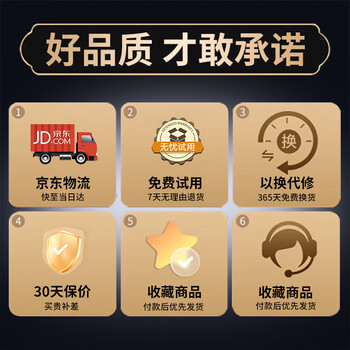 好品质 才敢承诺
1
JD 京东
.COM
京东物流
快至当日达
2
无忧试用
免费试用
7天无理由退货
3
换
以换代修
365天免费换货
4
30天保价
买贵补差
5
收藏商品
付款后优先发货
6
收藏商品
付款后优先发货